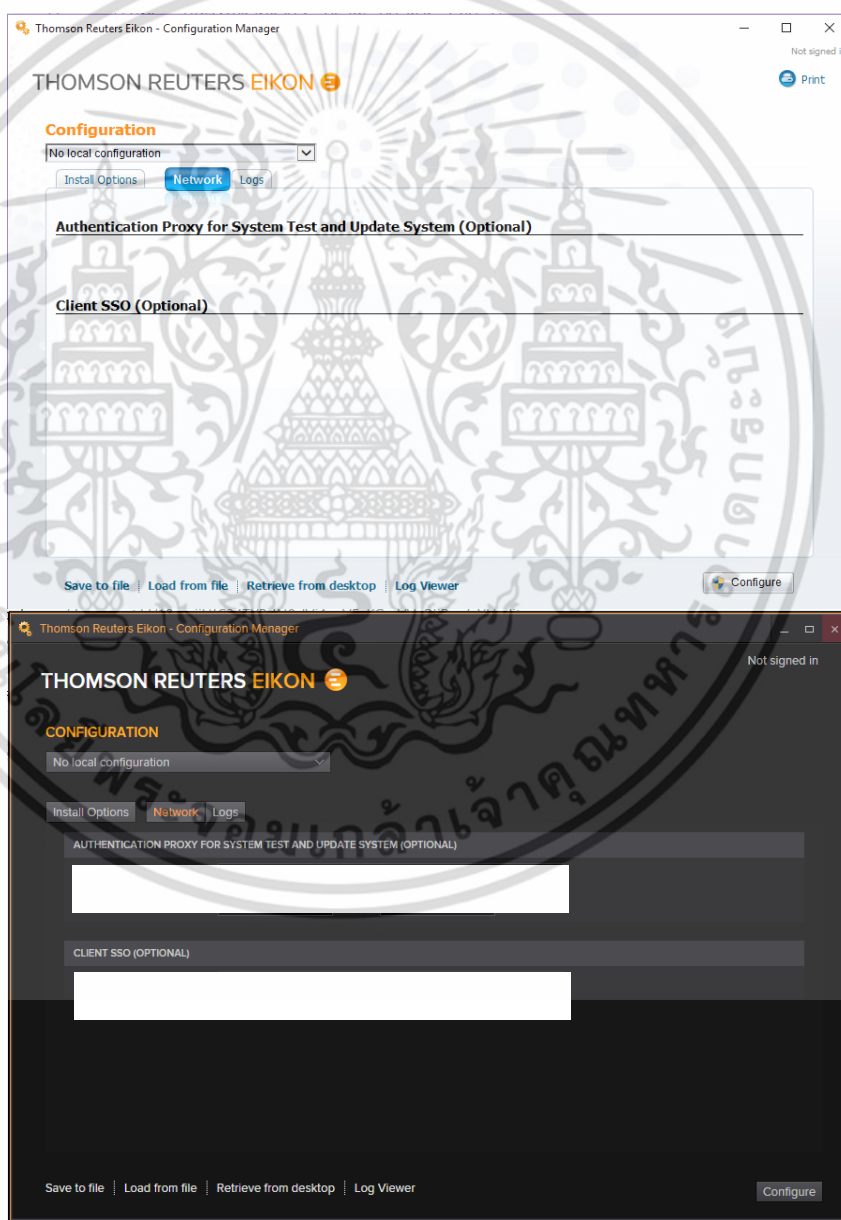 Thomson Reuters Eikon - Configuration Manager
Not signed i
THOMSON REUTERS EIKON
Print
Configuration
No local configuration
Install Options Network Logs
Authentication Proxy for System Test and Update System (Optional)
Client SSO (Optional)
Save to file Load from file Retrieve from desktop Log Viewer
Configure
Thomson Reuters Eikon - Configuration Manager
Not signed in
THOMSON REUTERS EIKON
CONFIGURATION
No local configuration
Install Options Network Logs
AUTHENTICATION PROXY FOR SYSTEM TEST AND UPDATE SYSTEM (OPTIONAL)
CLIENT SSO (OPTIONAL)
Save to file Load from file Retrieve from desktop Log Viewer
Configure